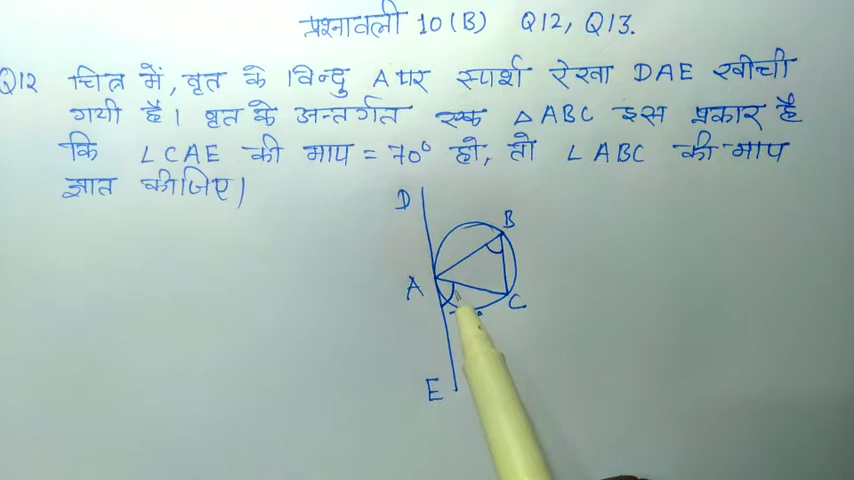 प्रश्नावली 10 (B) Q12, Q13.
Q12 चित्र में, वृत के बिन्दु A पर स्पर्श रेखा DAE खीची
गयी है। वृत के अन्तर्गत एक △ABC इस प्रकार है
कि ∠CAE की माप = 70° हो, तो ∠ABC की माप
ज्ञात कीजिए।
D
B
A
C
E